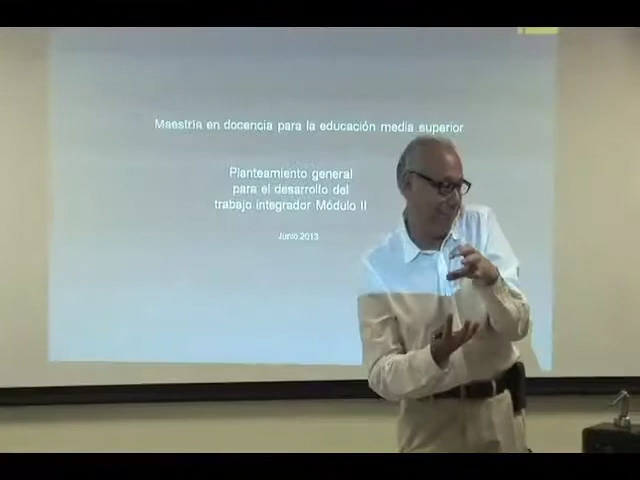 Maestría en docencia para la educación media superior
Planteamiento general
para el desarrollo del
trabajo integrador Módulo II
Junio 2013